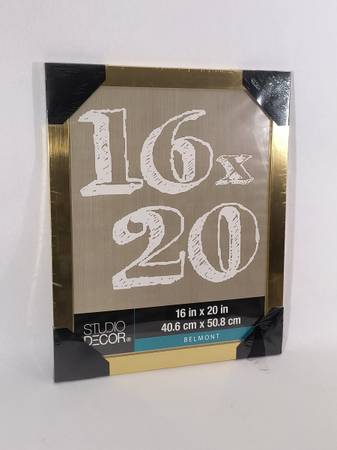 16x
20
16 in x 20 in
40.6 cm x 50.8 cm
STUDIO
DECOR®
BELMONT